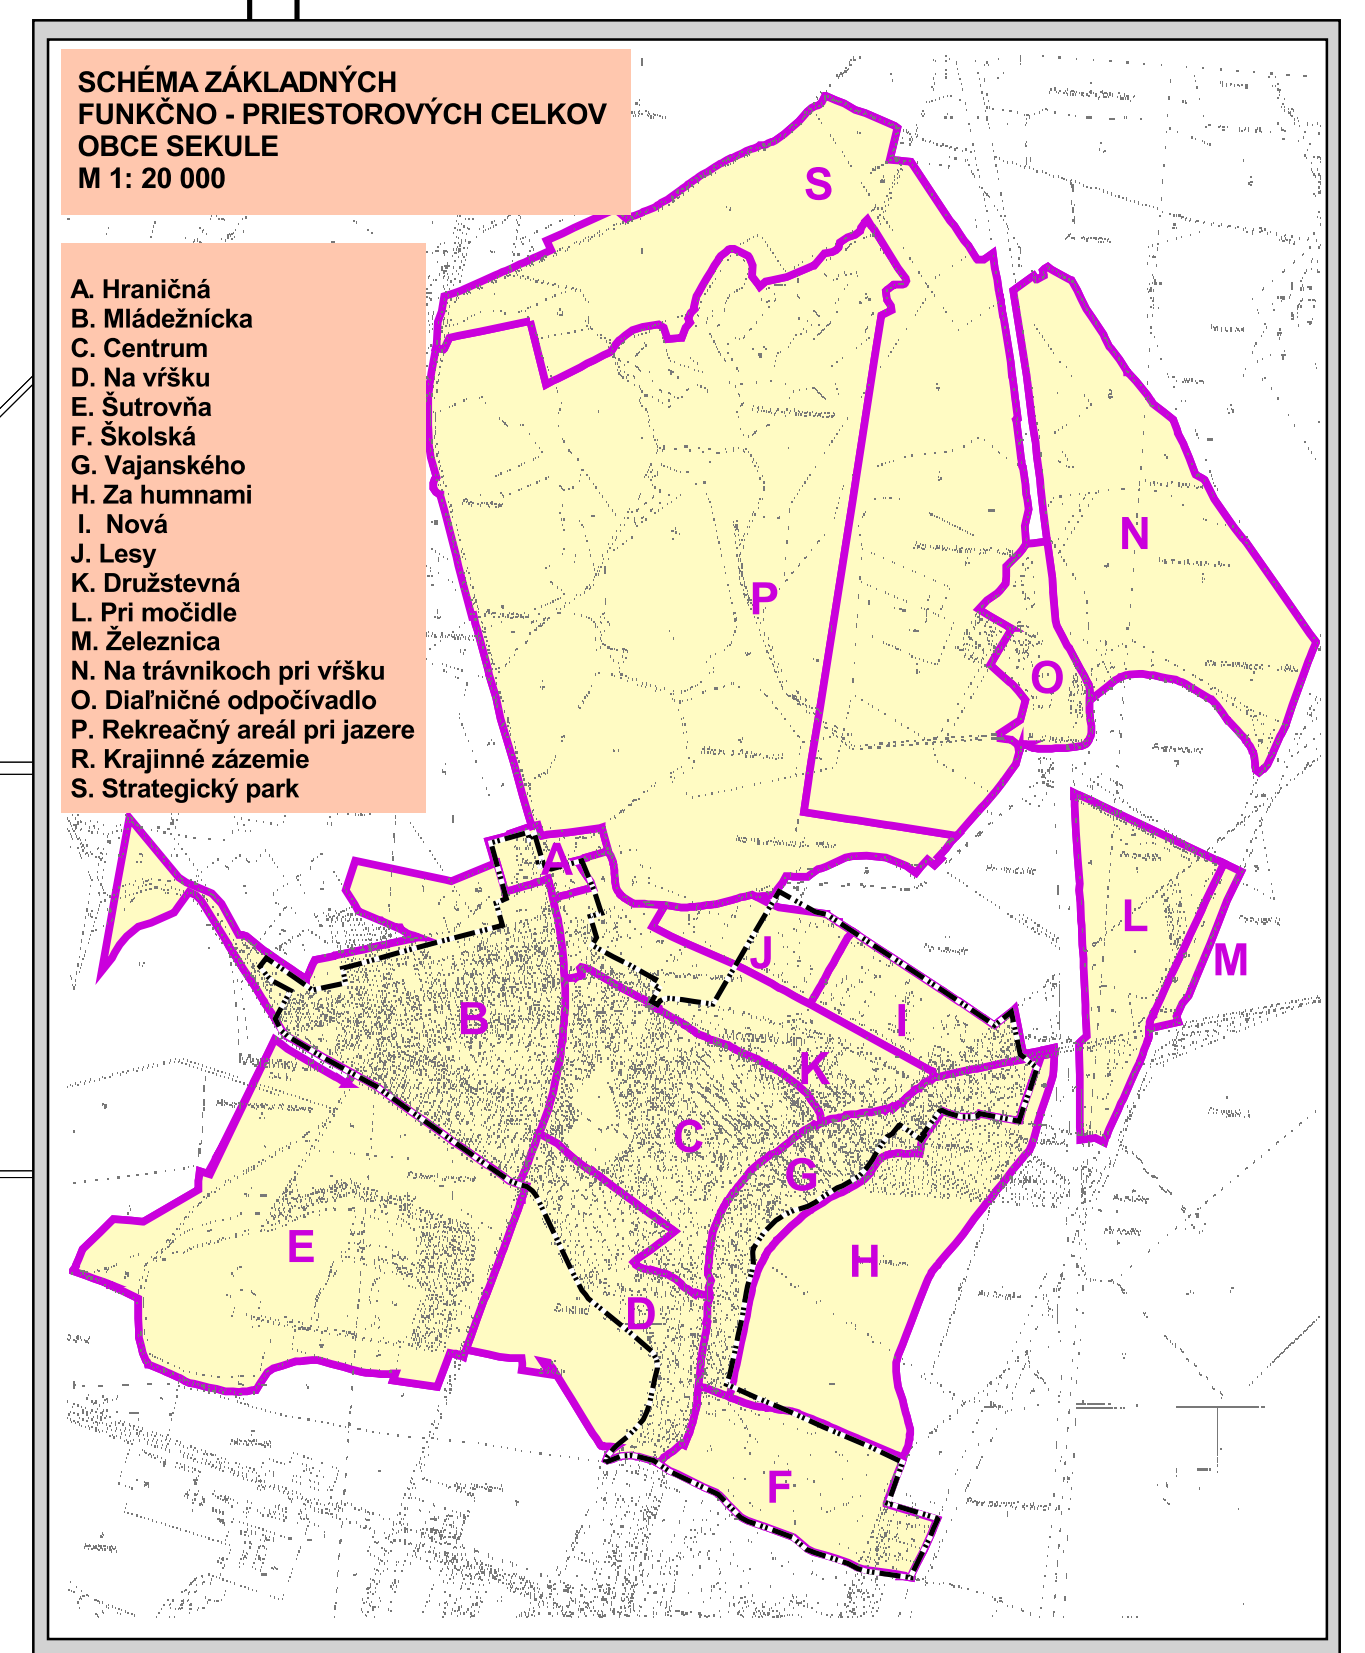 SCHÉMA ZÁKLADNÝCH
FUNKČNO - PRIESTOROVÝCH CELKOV
OBCE SEKULE
M 1: 20 000
A. Hraničná
B. Mládežnícka
C. Centrum
D. Na vŕšku
E. Šutrovňa
F. Školská
G. Vajanského
H. Za humnami
I. Nová
J. Lesy
K. Družstevná
L. Pri močidle
M. Železnica
N. Na trávnikoch pri vŕšku
O. Diaľničné odpočívadlo
P. Rekreačný areál pri jazere
R. Krajinné zázemie
S. Strategický park
S
N
P
O
A
L
J
M
B
I
K
C
G
E
H
D
F